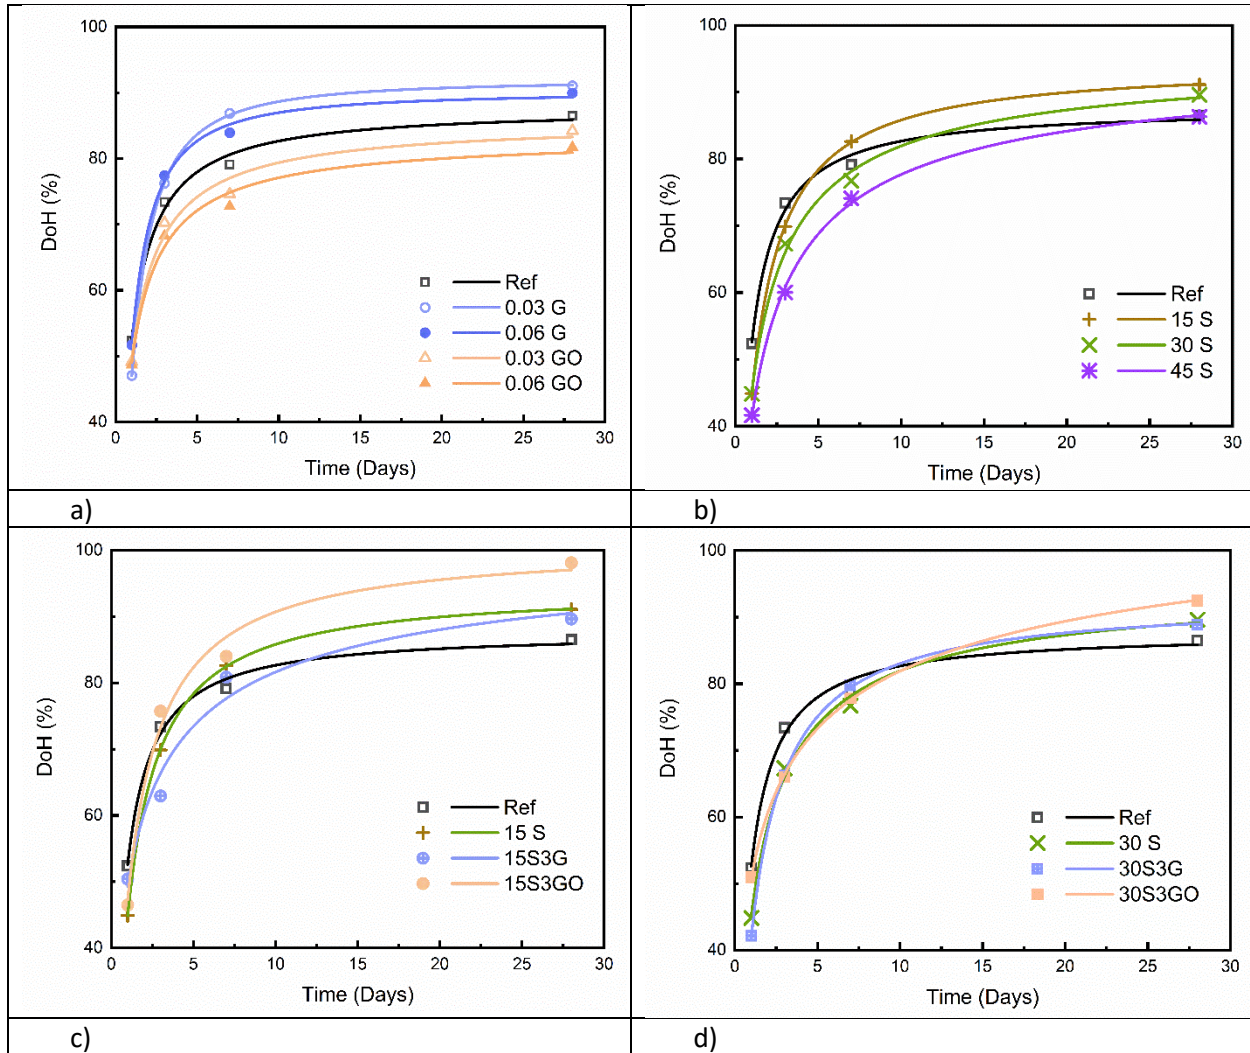 100
80
60
40
DoH (%)
0 5 10 15 20 25 30
Time (Days)
Ref
0.03 G
0.06 G
0.03 GO
0.06 GO
a)
100
80
60
40
DoH (%)
0 5 10 15 20 25 30
Time (Days)
Ref
15 S
30 S
45 S
b)
100
80
60
40
DoH (%)
0 5 10 15 20 25 30
Time (Days)
Ref
15 S
15S3G
15S3GO
c)
100
80
60
40
DoH (%)
0 5 10 15 20 25 30
Time (Days)
Ref
30 S
30S3G
30S3GO
d)